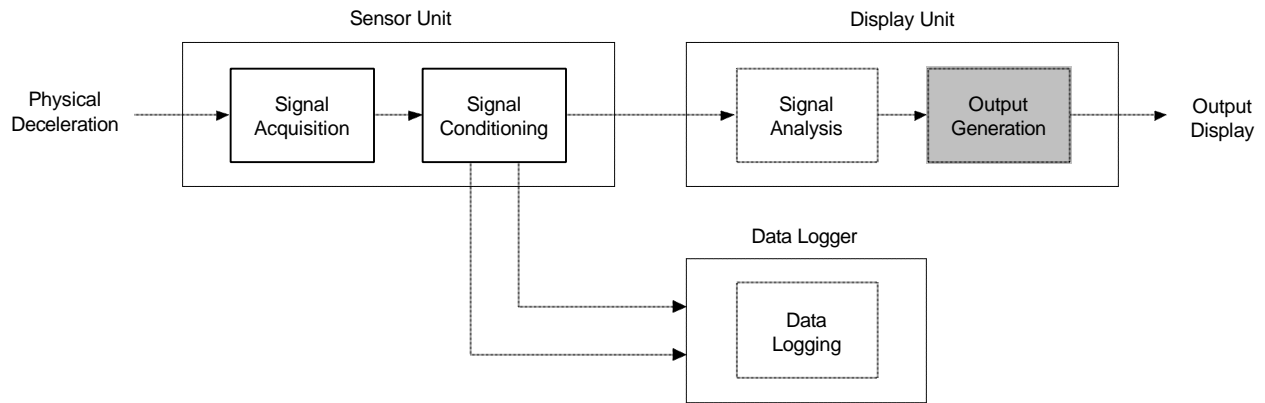 Sensor Unit
Display Unit
Physical
Deceleration
Signal
Acquisition
Signal
Conditioning
Signal
Analysis
Output
Generation
Output
Display
Data Logger
Data
Logging